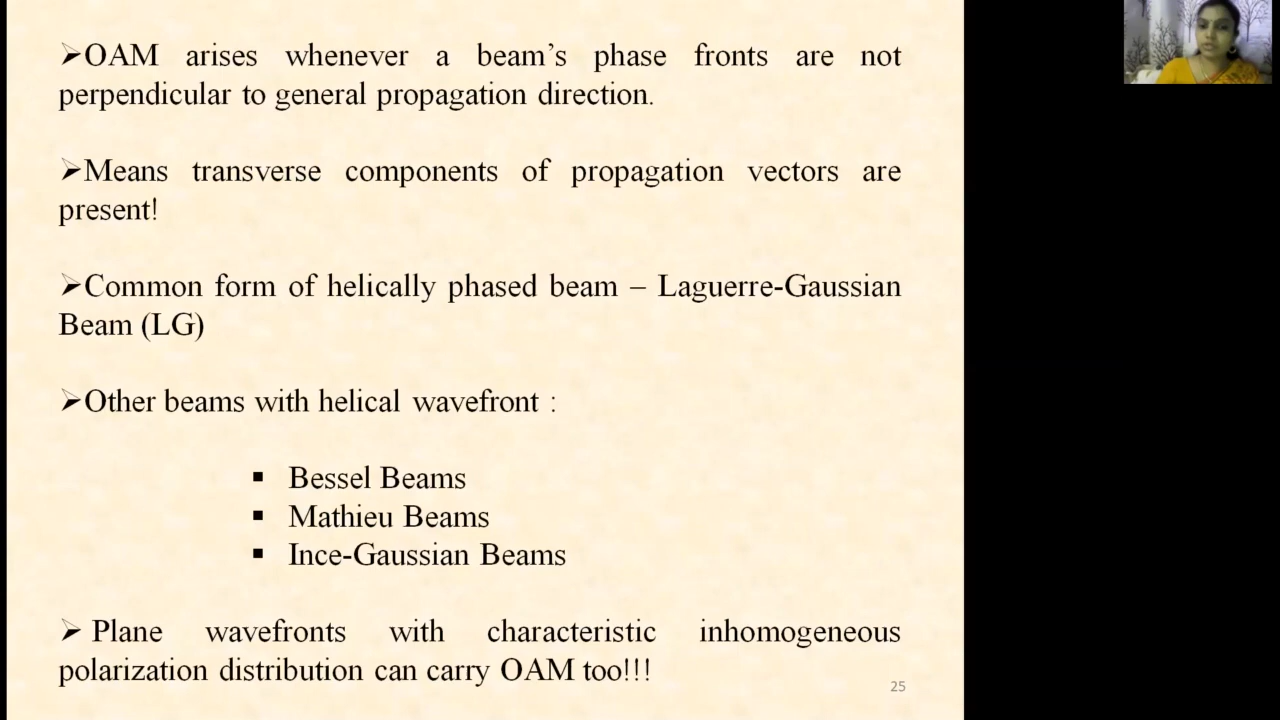 ➢OAM arises whenever a beam’s phase fronts are not
perpendicular to general propagation direction.
➢Means transverse components of propagation vectors are
present!
➢Common form of helically phased beam – Laguerre-Gaussian
Beam (LG)
➢Other beams with helical wavefront :
▪ Bessel Beams
▪ Mathieu Beams
▪ Ince-Gaussian Beams
➢ Plane wavefronts with characteristic inhomogeneous
polarization distribution can carry OAM too!!!
25